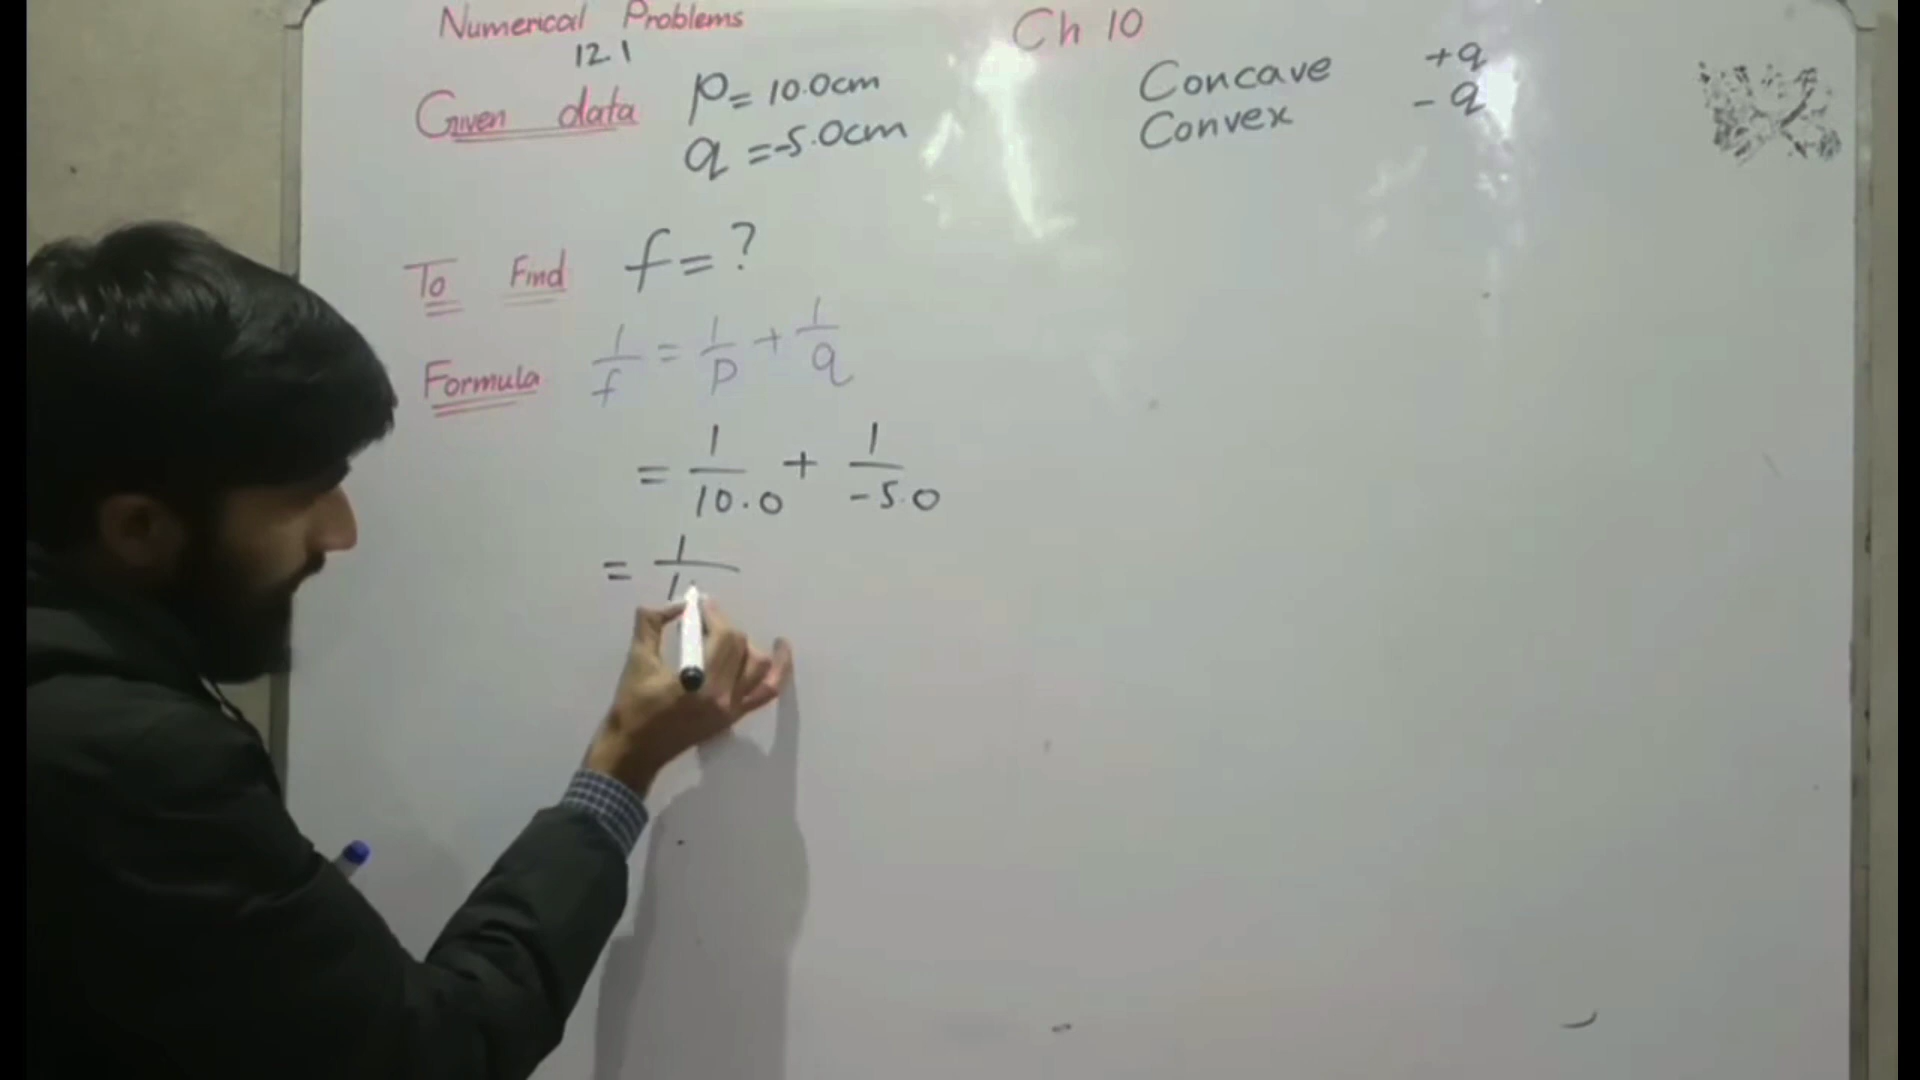 Numerical Problems
12.1
Ch 10
Given data p = 10.0cm
q = -5.0cm
Concave +q
Convex -q
To Find f = ?
Formula 1/f = 1/p + 1/q
= 1/10.0 + 1/-5.0
= 1/1